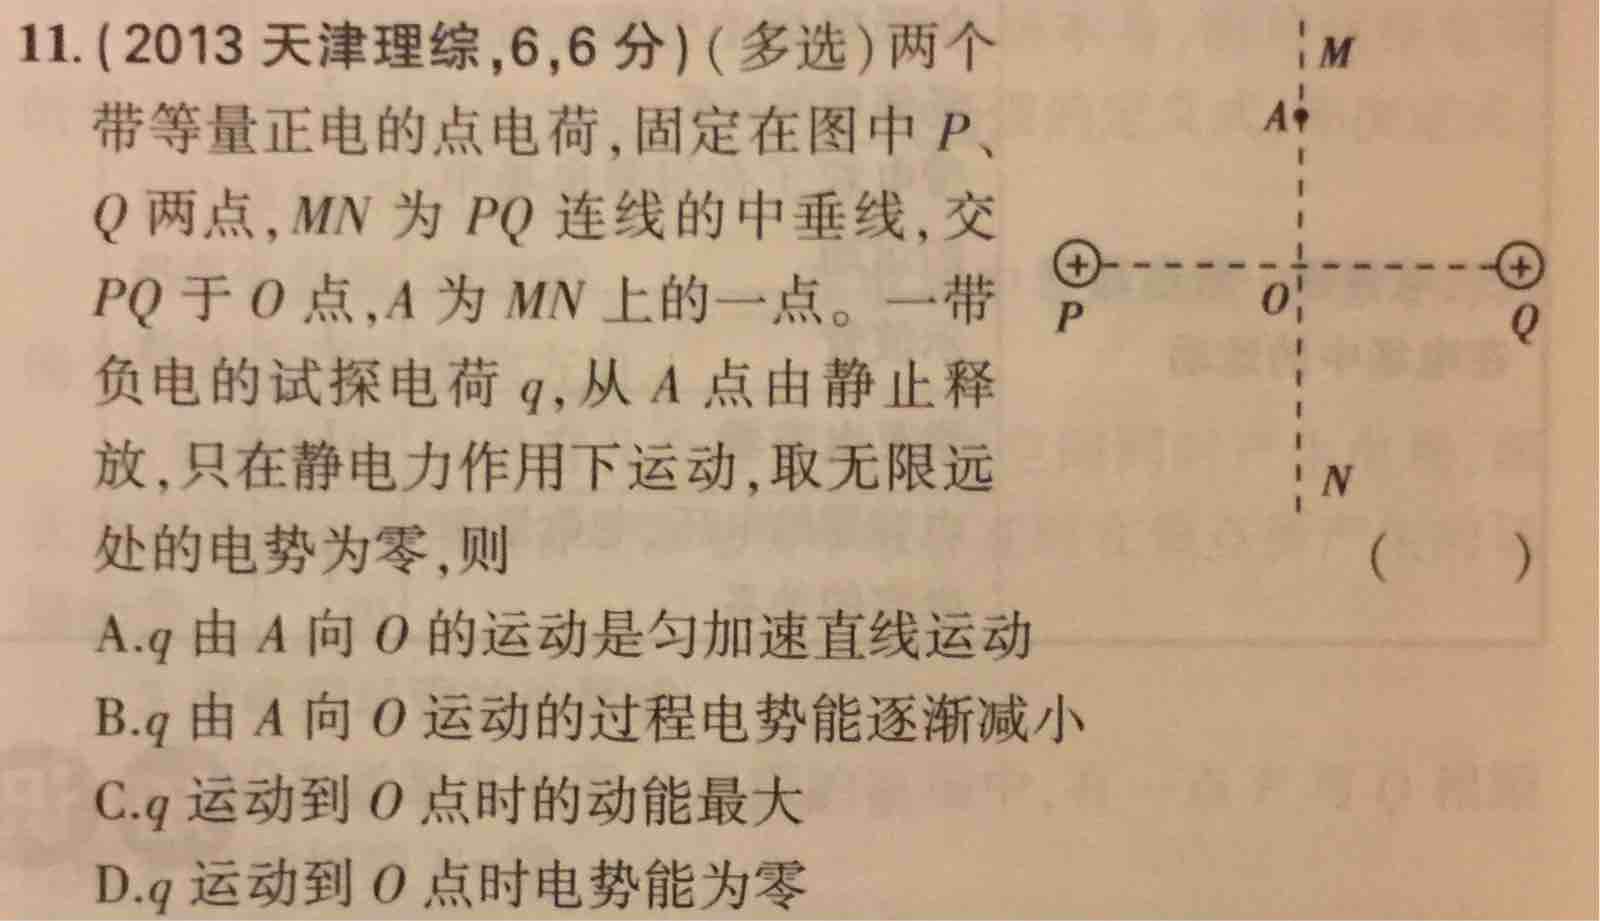 11.(2013 天津理综,6,6 分)(多选)两个
带等量正电的点电荷,固定在图中 P、
Q 两点,MN 为 PQ 连线的中垂线,交
PQ 于 O 点,A 为 MN 上的一点。一带
负电的试探电荷 q,从 A 点由静止释
放,只在静电力作用下运动,取无限远
处的电势为零,则 ( )
A.q 由 A 向 O 的运动是匀加速直线运动
B.q 由 A 向 O 运动的过程电势能逐渐减小
C.q 运动到 O 点时的动能最大
D.q 运动到 O 点时电势能为零
M
A
+ +
P O Q
N